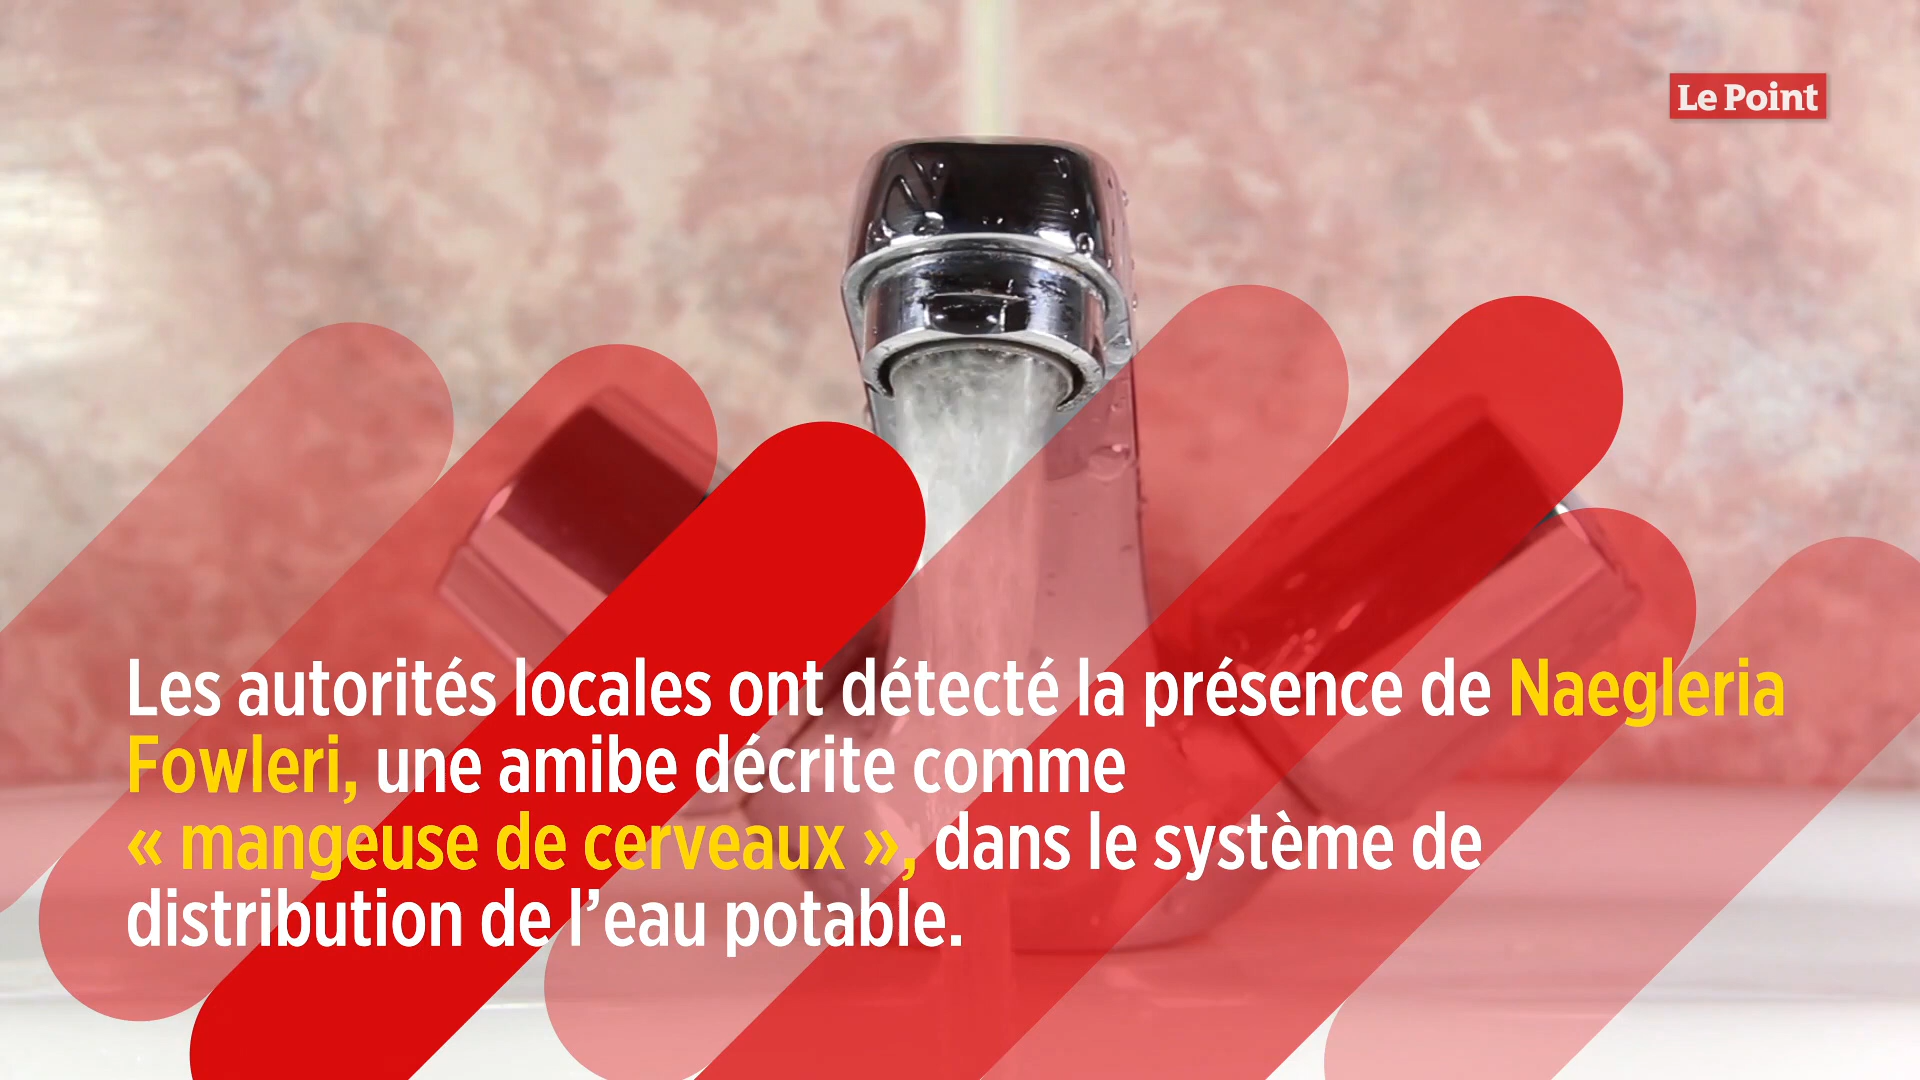 Le Point
Les autorités locales ont détecté la présence de Naegleria
Fowleri, une amibe décrite comme
« mangeuse de cerveaux », dans le système de
distribution de l’eau potable.